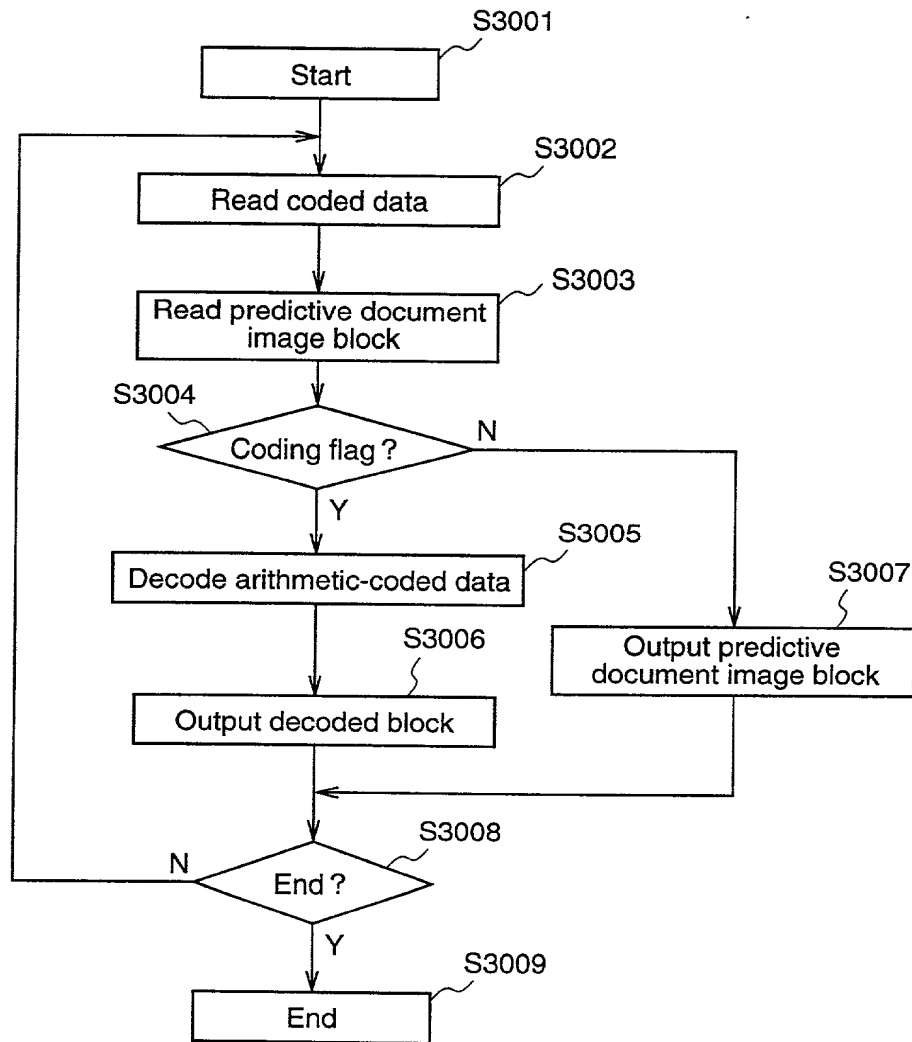 S3001
Start
S3002
Read coded data
S3003
Read predictive document
image block
S3004
Coding flag ?
N
Y
S3005
Decode arithmetic-coded data
S3007
Output predictive
document image block
S3006
Output decoded block
S3008
N
End ?
Y
S3009
End